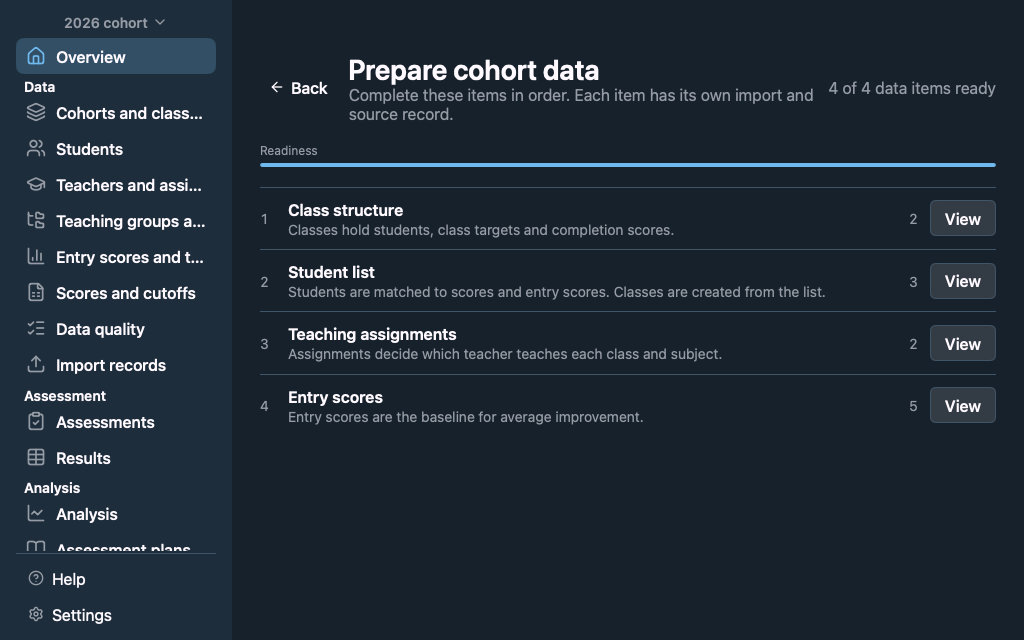 2026 cohort
Overview
Data
Cohorts and class...
Students
Teachers and assi...
Teaching groups a...
Entry scores and t...
Scores and cutoffs
Data quality
Import records
Assessment
Assessments
Results
Analysis
Analysis
Assessment plans
Help
Settings
Back
Prepare cohort data
Complete these items in order. Each item has its own import and
source record.
4 of 4 data items ready
Readiness
1
Class structure
Classes hold students, class targets and completion scores.
2
View
2
Student list
Students are matched to scores and entry scores. Classes are created from the list.
3
View
3
Teaching assignments
Assignments decide which teacher teaches each class and subject.
2
View
4
Entry scores
Entry scores are the baseline for average improvement.
5
View